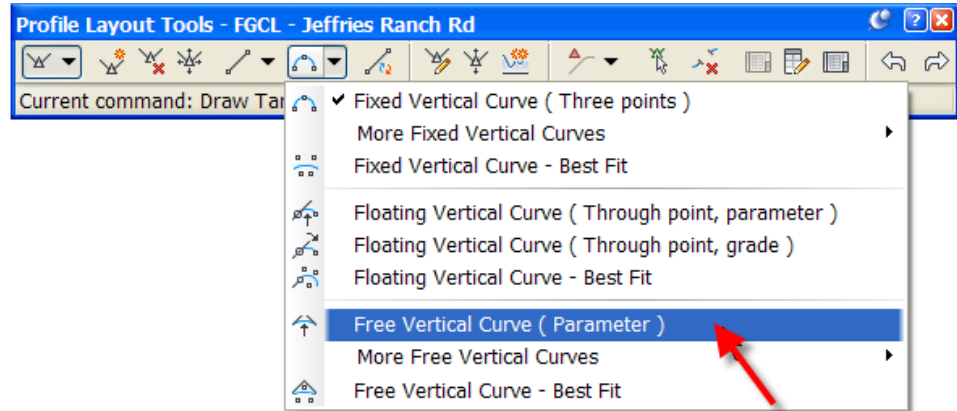 Profile Layout Tools - FGCL - Jeffries Ranch Rd
Current command: Draw Tar
Fixed Vertical Curve ( Three points )
More Fixed Vertical Curves
Fixed Vertical Curve - Best Fit
Floating Vertical Curve ( Through point, parameter )
Floating Vertical Curve ( Through point, grade )
Floating Vertical Curve - Best Fit
Free Vertical Curve ( Parameter )
More Free Vertical Curves
Free Vertical Curve - Best Fit